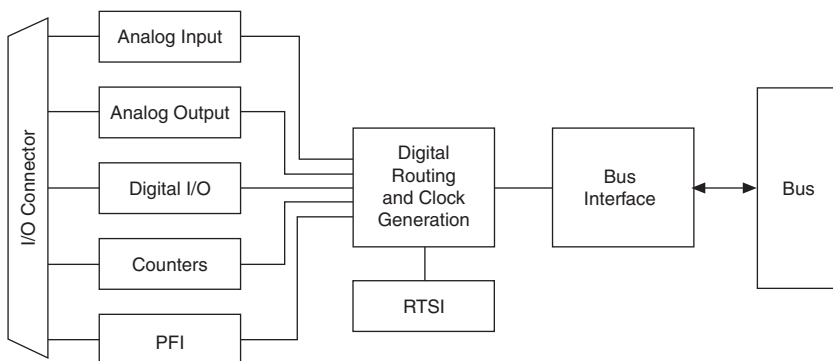 I/O Connector
Analog Input
Analog Output
Digital I/O
Counters
PFI
Digital
Routing
and Clock
Generation
RTSI
Bus
Interface
Bus